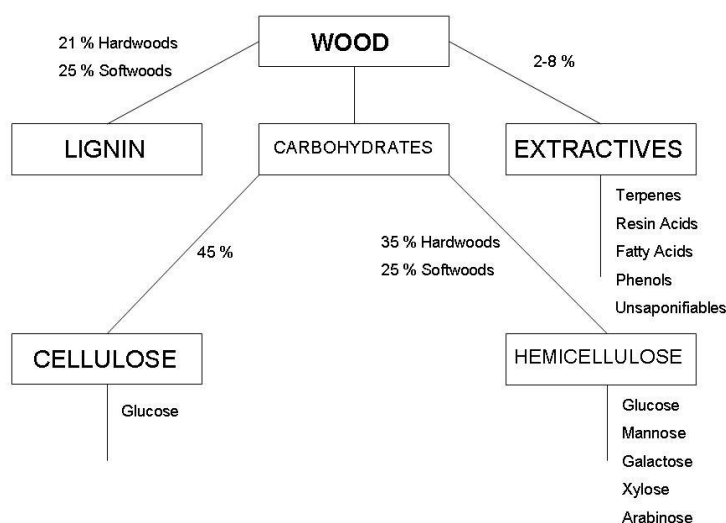 WOOD
21 % Hardwoods
25 % Softwoods
2-8 %
LIGNIN
CARBOHYDRATES
EXTRACTIVES
Terpenes
Resin Acids
Fatty Acids
Phenols
Unsaponifiables
45 %
35 % Hardwoods
25 % Softwoods
CELLULOSE
HEMICELLULOSE
Glucose
Glucose
Mannose
Galactose
Xylose
Arabinose